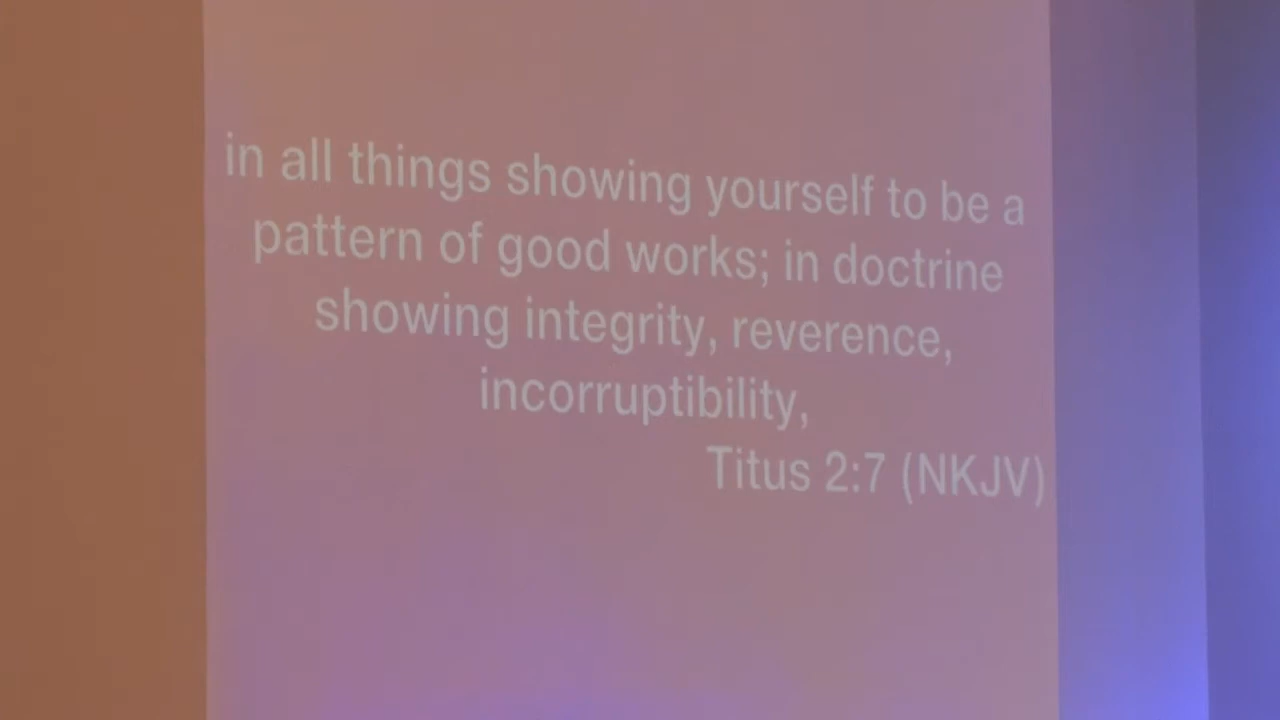 in all things showing yourself to be a
pattern of good works; in doctrine
showing integrity, reverence,
incorruptibility,
Titus 2:7 (NKJV)